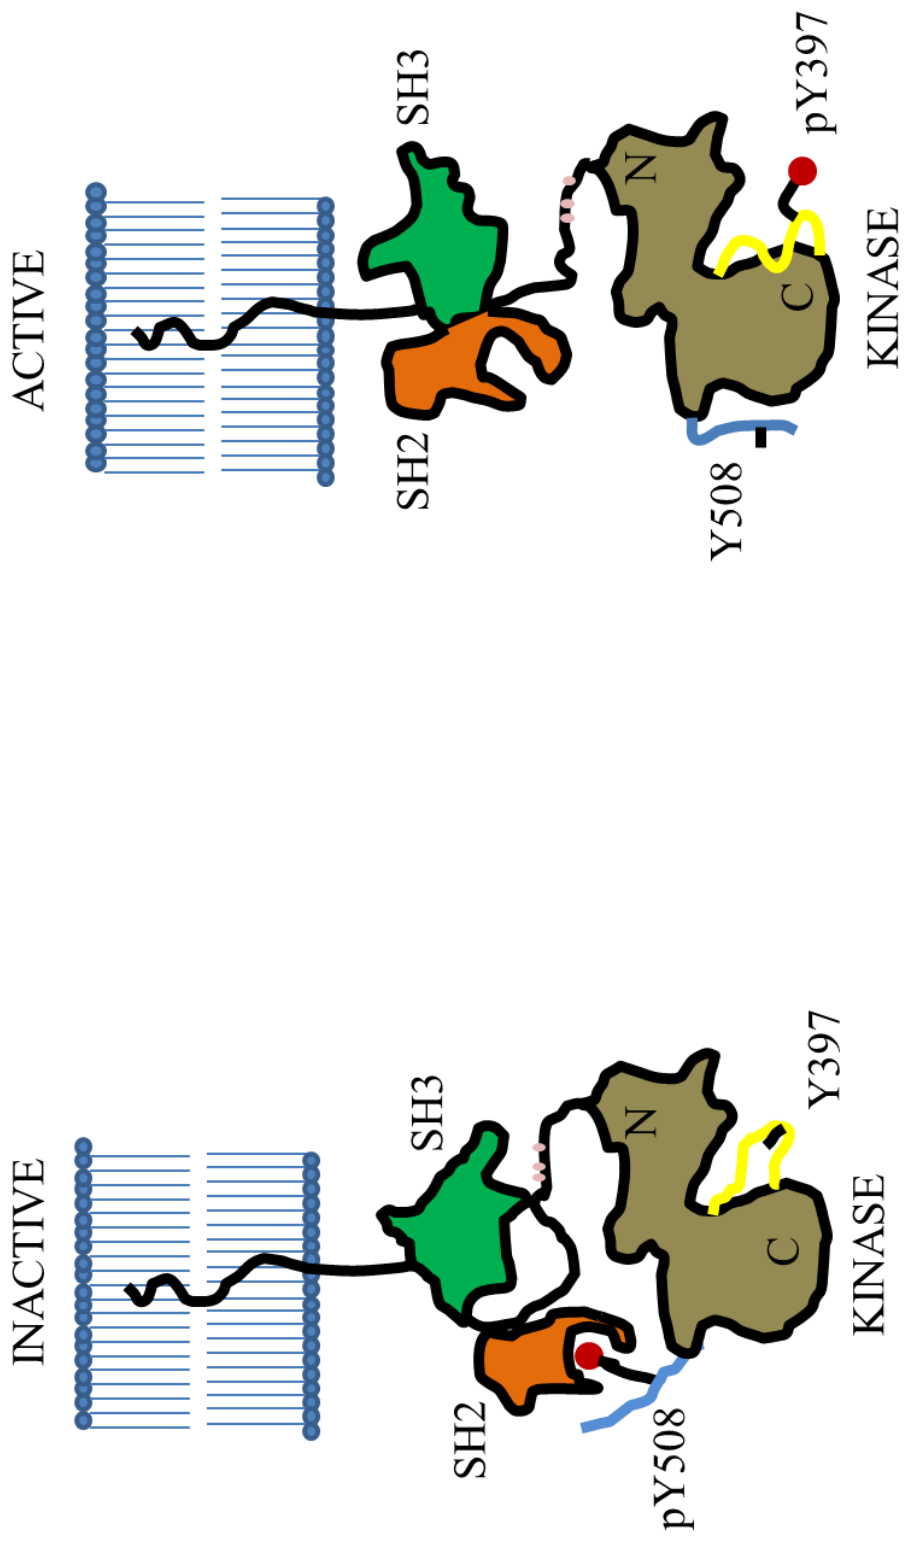 INACTIVE
ACTIVE
SH3
SH2
pY508
N
C
Y397
KINASE
SH3
SH2
Y508
N
C
pY397
KINASE